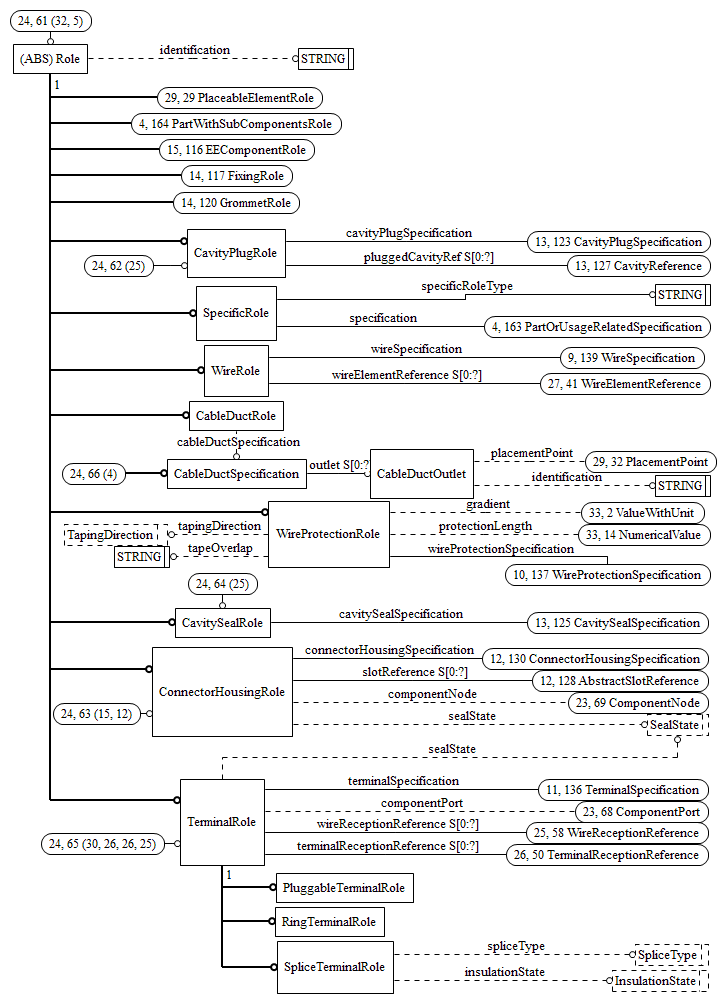 24, 61 (32, 5)
(ABS) Role
identification
STRING
1
29, 29 PlaceableElementRole
4, 164 PartWithSubComponentsRole
15, 116 EEComponentRole
14, 117 FixingRole
14, 120 GrommetRole
CavityPlugRole
cavityPlugSpecification
13, 123 CavityPlugSpecification
24, 62 (25)
pluggedCavityRef S[0:?]
13, 127 CavityReference
SpecificRole
specificRoleType
STRING
specification
4, 163 PartOrUsageRelatedSpecification
WireRole
wireSpecification
9, 139 WireSpecification
wireElementReference S[0:?]
27, 41 WireElementReference
CableDuctRole
cableDuctSpecification
24, 66 (4)
CableDuctSpecification
outlet S[0:?]
CableDuctOutlet
placementPoint
29, 32 PlacementPoint
identification
STRING
WireProtectionRole
gradient
33, 2 ValueWithUnit
TapingDirection
tapingDirection
protectionLength
33, 14 NumericalValue
STRING
tapeOverlap
wireProtectionSpecification
10, 137 WireProtectionSpecification
24, 64 (25)
CavitySealRole
cavitySealSpecification
13, 125 CavitySealSpecification
ConnectorHousingRole
connectorHousingSpecification
12, 130 ConnectorHousingSpecification
slotReference S[0:?]
12, 128 AbstractSlotReference
24, 63 (15, 12)
componentNode
23, 69 ComponentNode
sealState
SealState
sealState
TerminalRole
terminalSpecification
11, 136 TerminalSpecification
componentPort
23, 68 ComponentPort
wireReceptionReference S[0:?]
25, 58 WireReceptionReference
24, 65 (30, 26, 26, 25)
terminalReceptionReference S[0:?]
26, 50 TerminalReceptionReference
1
PluggableTerminalRole
RingTerminalRole
SpliceTerminalRole
spliceType
SpliceType
insulationState
InsulationState